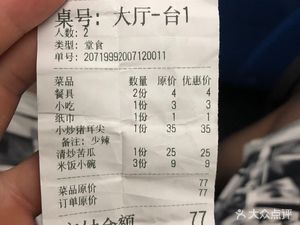 桌号：大厅-台1
人数：2
类型：堂食
单号：20719992007120011
菜品 数量 原价 优惠价
餐具 2份 4 4
小吃 1份 3 3
纸巾 1份 1 1
小炒猪耳尖 1份 35 35
备注：少辣
清炒苦瓜 1份 25 25
米饭小碗 3份 9 9
菜品原价 77
订单原价 77
77
大众点评